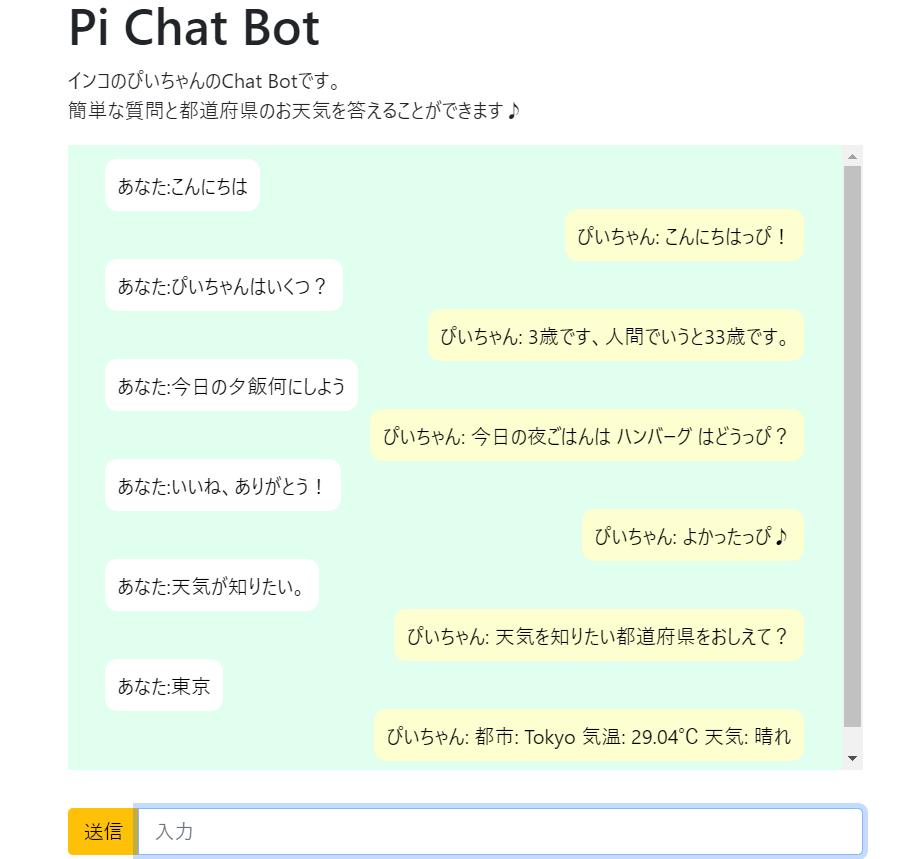 Pi Chat Bot
インコのぴいちゃんのChat Botです。
簡単な質問と都道府県のお天気を答えることができます♪
あなた:こんにちは
ぴいちゃん: こんにちはっぴ！
あなた:ぴいちゃんはいくつ？
ぴいちゃん: 3歳です、人間でいうと33歳です。
あなた:今日の夕飯何にしよう
ぴいちゃん: 今日の夜ごはんは ハンバーグ はどうっぴ？
あなた:いいね、ありがとう！
ぴいちゃん: よかったっぴ♪
あなた:天気が知りたい。
ぴいちゃん: 天気を知りたい都道府県をおしえて？
あなた:東京
ぴいちゃん: 都市: Tokyo 気温: 29.04℃ 天気: 晴れ
送信 入力